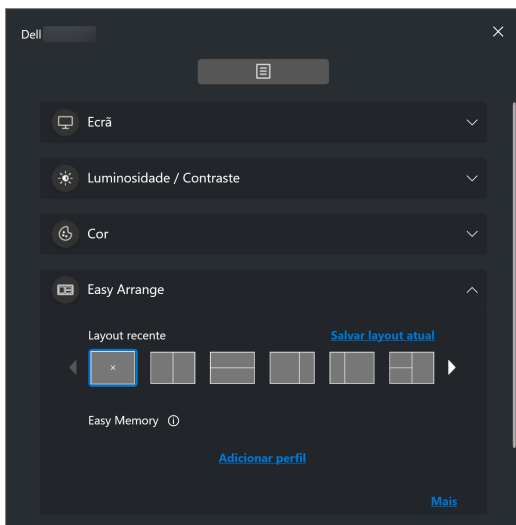 Dell
Ecrã
Luminosidade / Contraste
Cor
Easy Arrange
Layout recente
Salvar layout atual
Easy Memory
Adicionar perfil
Mais